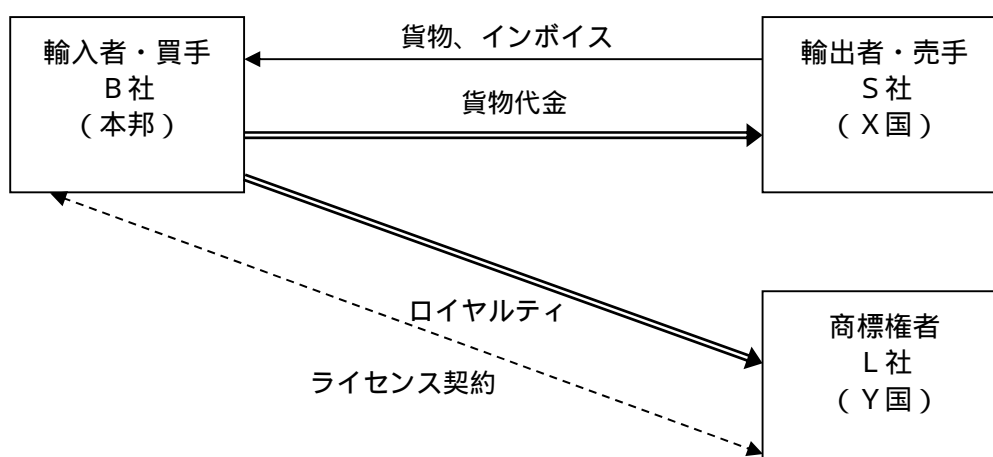 輸入者・買手
B社
（本邦）
貨物、インボイス
貨物代金
輸出者・売手
S社
（X国）
ロイヤルティ
ライセンス契約
商標権者
L社
（Y国）